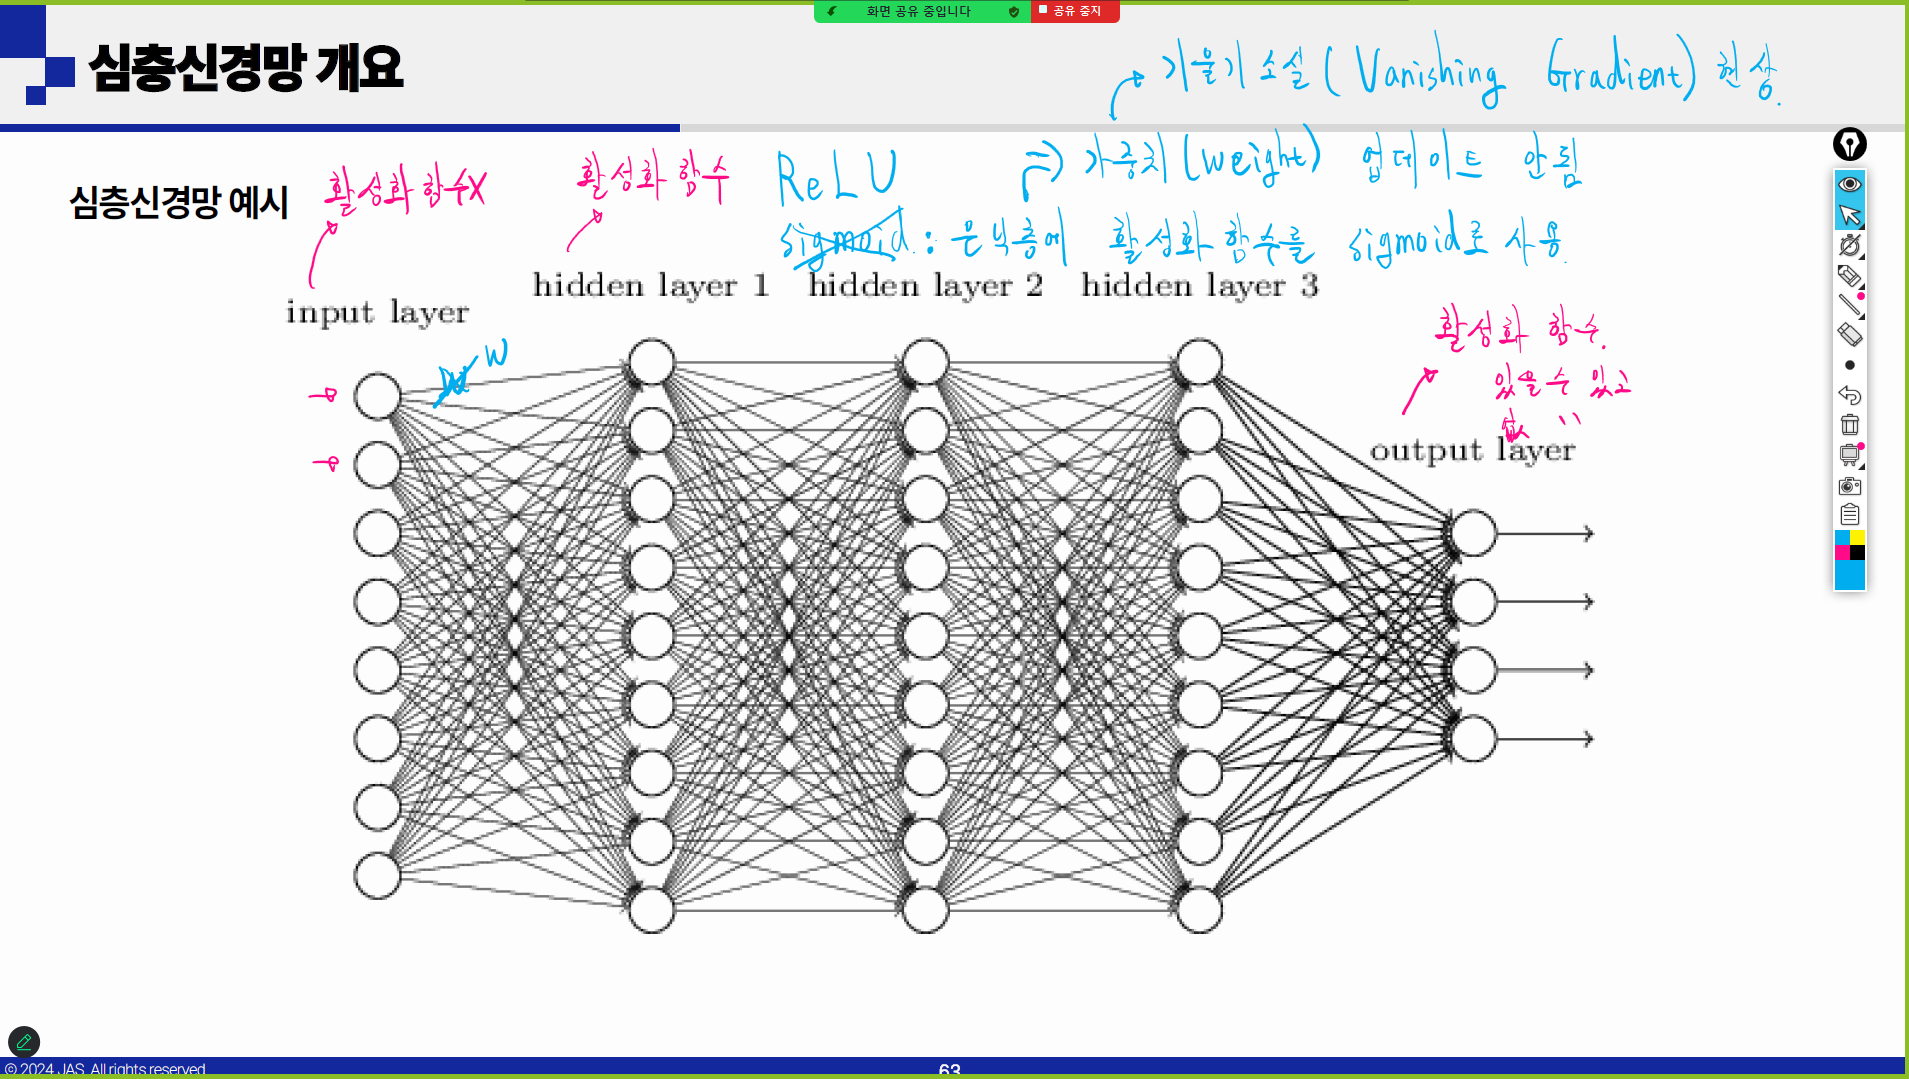 화면 공유 중입니다
공유 중지
심층신경망 개요
기울기 소실 (Vanishing Gradient) 현상.
심층신경망 예시
활성화 함수X
활성화 함수
ReLU
⇒ 가중치 (weight) 업데이트 안됨
sigmoid : 은닉층에 활성화 함수를 sigmoid로 사용.
hidden layer 1
hidden layer 2
hidden layer 3
input layer
활성화 함수.
있을 수 있고
없 〃
W
output layer
© 2024 JAS. All rights reserved
63